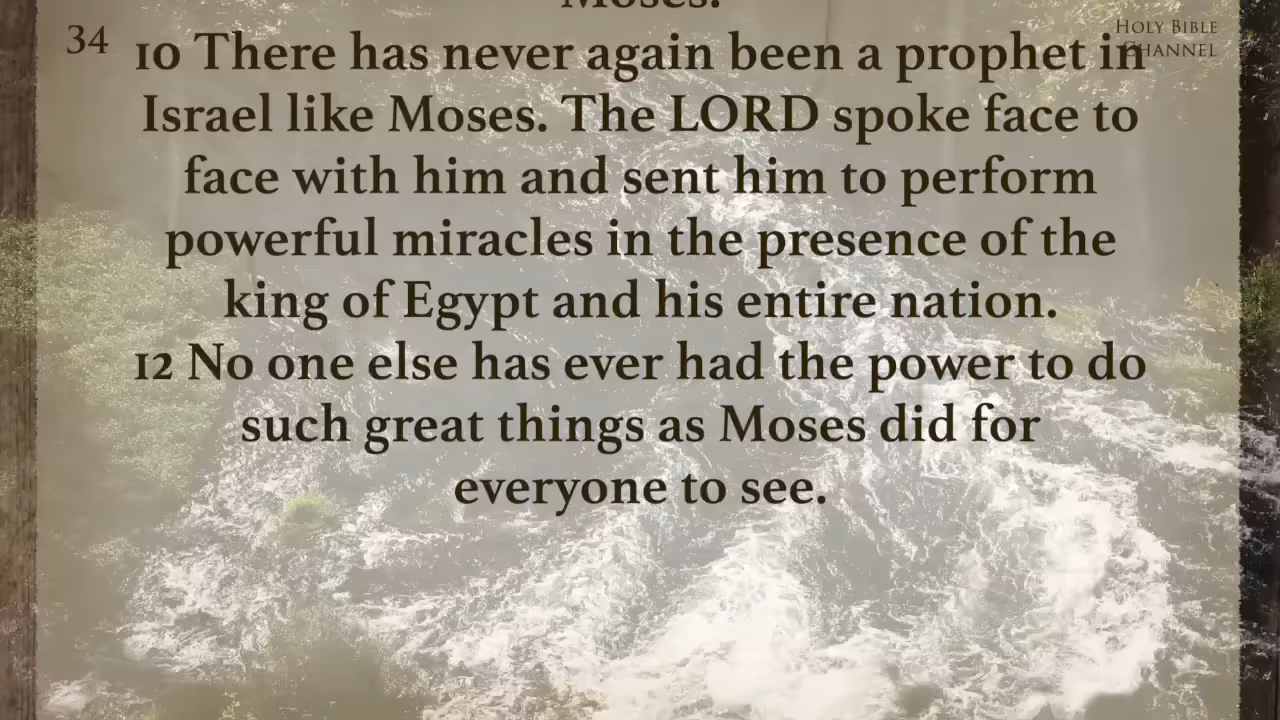 Moses.
34
HOLY BIBLE
CHANNEL
10 There has never again been a prophet in
Israel like Moses. The LORD spoke face to
face with him and sent him to perform
powerful miracles in the presence of the
king of Egypt and his entire nation.
12 No one else has ever had the power to do
such great things as Moses did for
everyone to see.